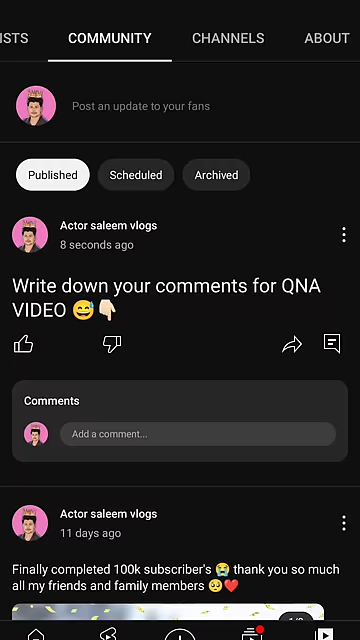 ISTS COMMUNITY CHANNELS ABOUT
Post an update to your fans
Published Scheduled Archived
Actor saleem vlogs
8 seconds ago
Write down your comments for QNA
VIDEO 😅👇🏻
Comments
Add a comment...
Actor saleem vlogs
11 days ago
Finally completed 100k subscriber's 😭 thank you so much
all my friends and family members 🥺❤️